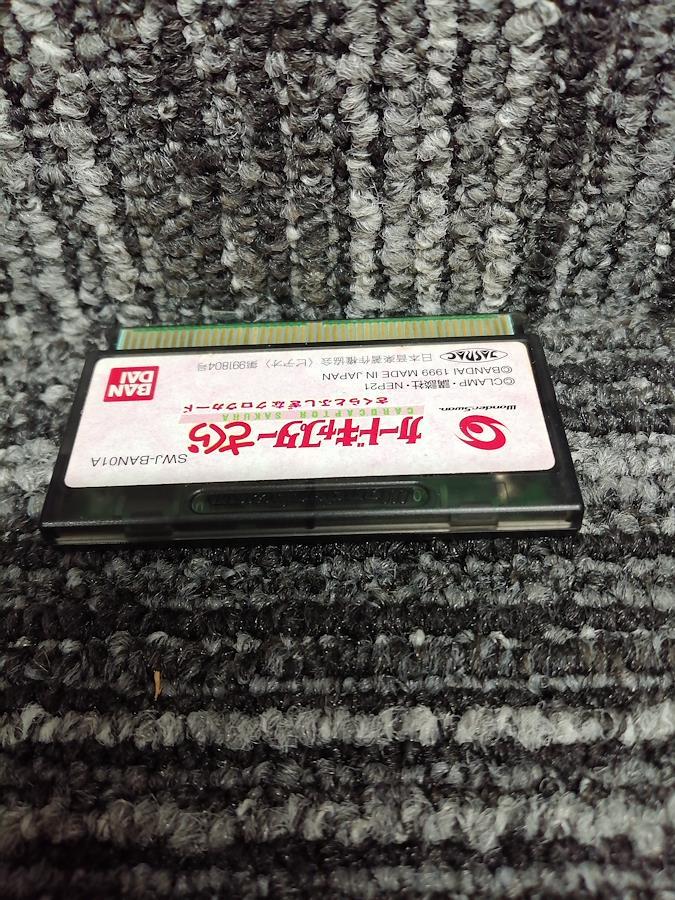 WonderSwan
カードキャプターさくら
CARDCAPTOR SAKURA
さくらとふしぎなクロウカード
SWJ-BAN01A
©CLAMP・講談社・NEP21
©BANDAI 1999 MADE IN JAPAN
JASRAC
日本音楽著作権協会（ビデオ）第991804号
BAN
DAI